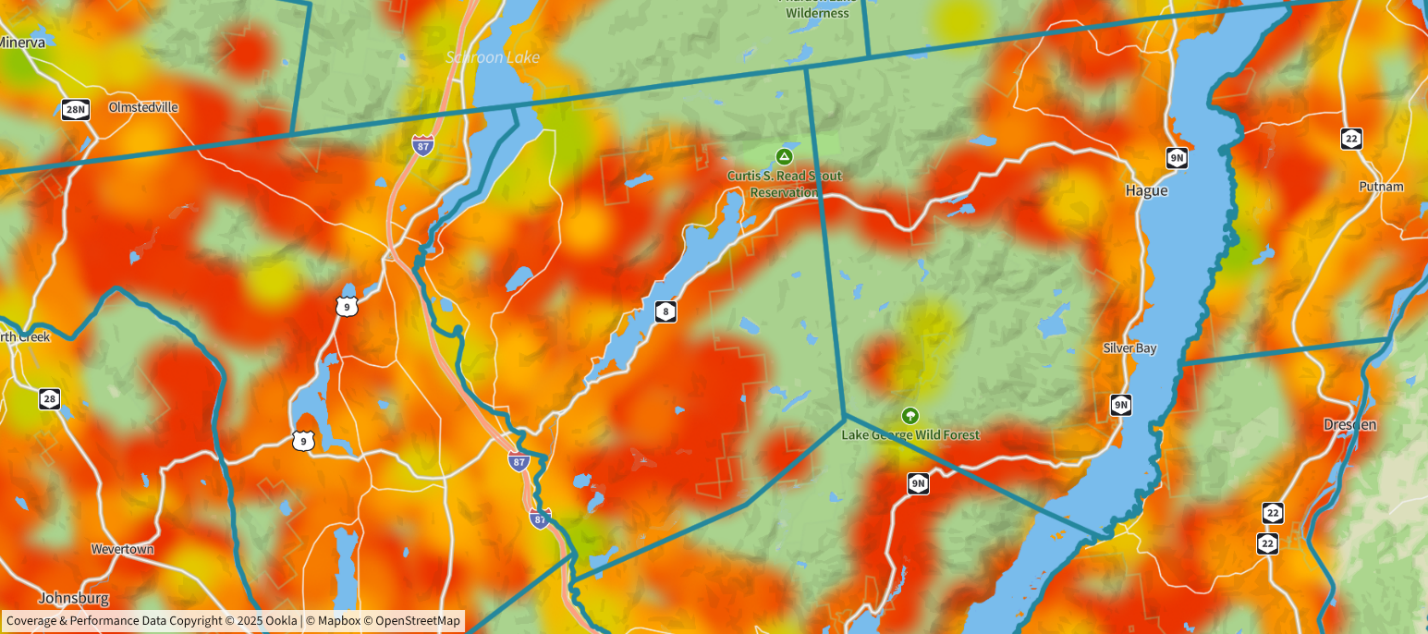 Pharaoh Lake
Wilderness
Minerva
Schroon Lake
28N
Olmstedville
87
22
9N
Curtis S. Read Scout
Reservation
Hague
Putnam
9
8
rth Creek
Silver Bay
28
9N
9
Lake George Wild Forest
Dresden
87
9N
22
87
22
Wevertown
Johnsburg
Coverage & Performance Data Copyright © 2025 Ookla | © Mapbox © OpenStreetMap